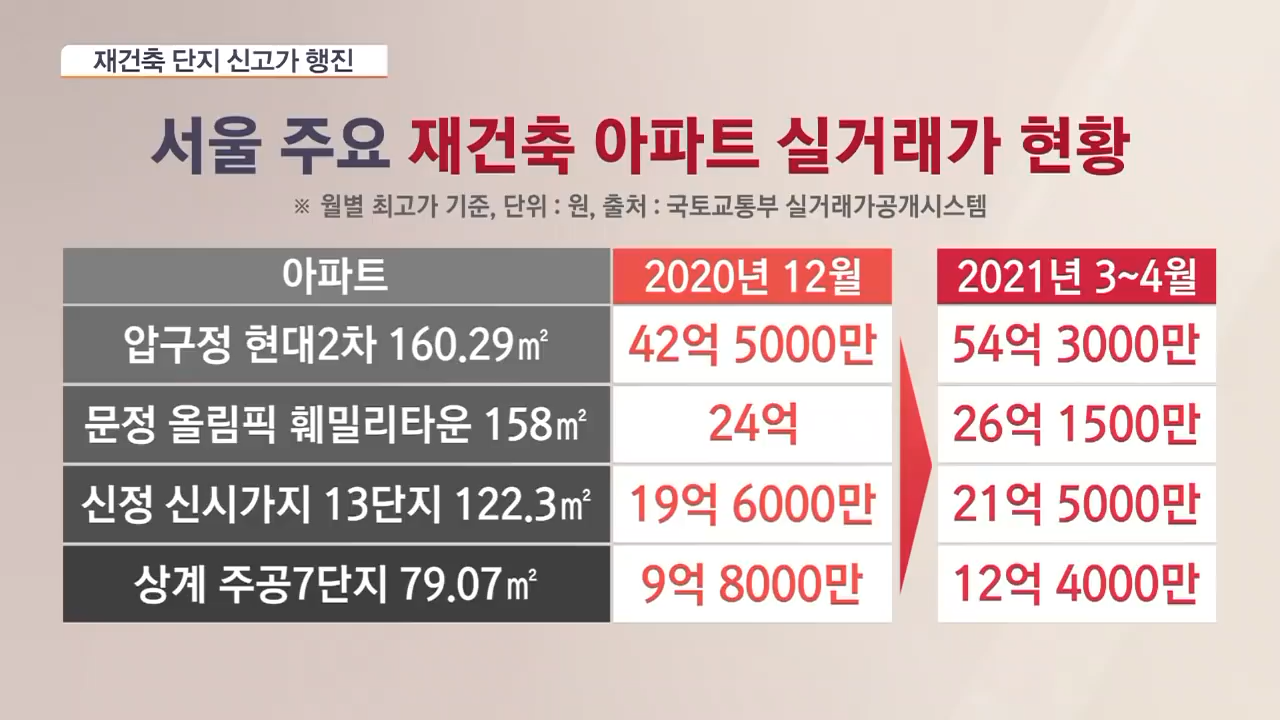 재건축 단지 신고가 행진
서울 주요 재건축 아파트 실거래가 현황
※ 월별 최고가 기준, 단위 : 원, 출처 : 국토교통부 실거래가공개시스템
아파트 2020년 12월 2021년 3~4월
압구정 현대2차 160.29㎡ 42억 5000만 54억 3000만
문정 올림픽 훼밀리타운 158㎡ 24억 26억 1500만
신정 신시가지 13단지 122.3㎡ 19억 6000만 21억 5000만
상계 주공7단지 79.07㎡ 9억 8000만 12억 4000만